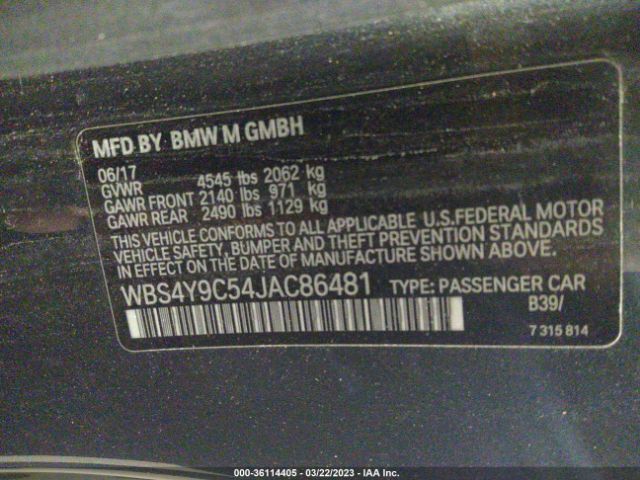 MFD BY BMW M GMBH
06/17
GVWR 4545 lbs 2062 kg
GAWR FRONT 2140 lbs 971 kg
GAWR REAR 2490 lbs 1129 kg
THIS VEHICLE CONFORMS TO ALL APPLICABLE U.S.FEDERAL MOTOR
VEHICLE SAFETY, BUMPER AND THEFT PREVENTION STANDARDS
IN EFFECT ON THE DATE OF MANUFACTURE SHOWN ABOVE.
WBS4Y9C54JAC86481 TYPE: PASSENGER CAR
B39/
7 315 814
000-36114405 - 03/22/2023 - IAA Inc.